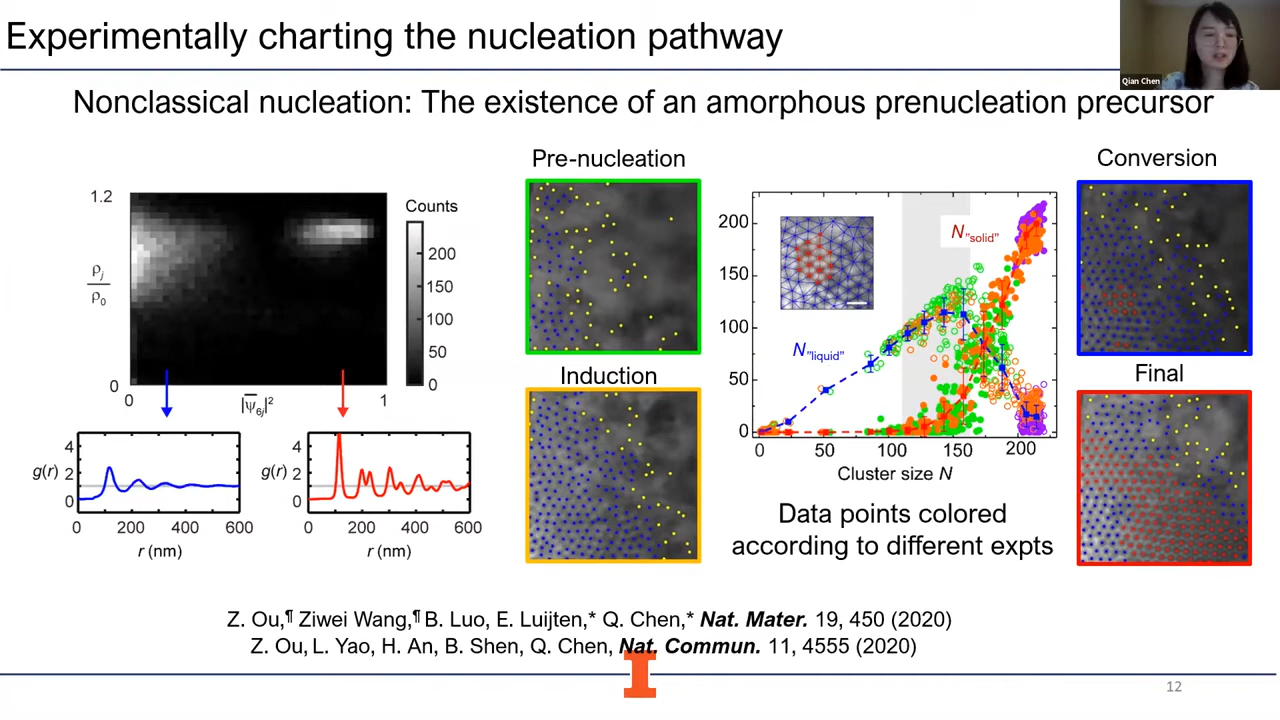 Experimentally charting the nucleation pathway
Qian Chen
Nonclassical nucleation: The existence of an amorphous prenucleation precursor
1.2
ρj
ρ0
0
0
|ψ6j|²
1
Counts
200
150
100
50
0
g(r)
4
2
0
0 200 400 600
r (nm)
g(r)
4
2
0
0 200 400 600
r (nm)
Pre-nucleation
Induction
200
150
100
50
0
N"solid"
N"liquid"
0 50 100 150 200
Cluster size N
Data points colored
according to different expts
Conversion
Final
Z. Ou,¶ Ziwei Wang,¶ B. Luo, E. Luijten,* Q. Chen,* Nat. Mater. 19, 450 (2020)
Z. Ou, L. Yao, H. An, B. Shen, Q. Chen, Nat. Commun. 11, 4555 (2020)
I
12